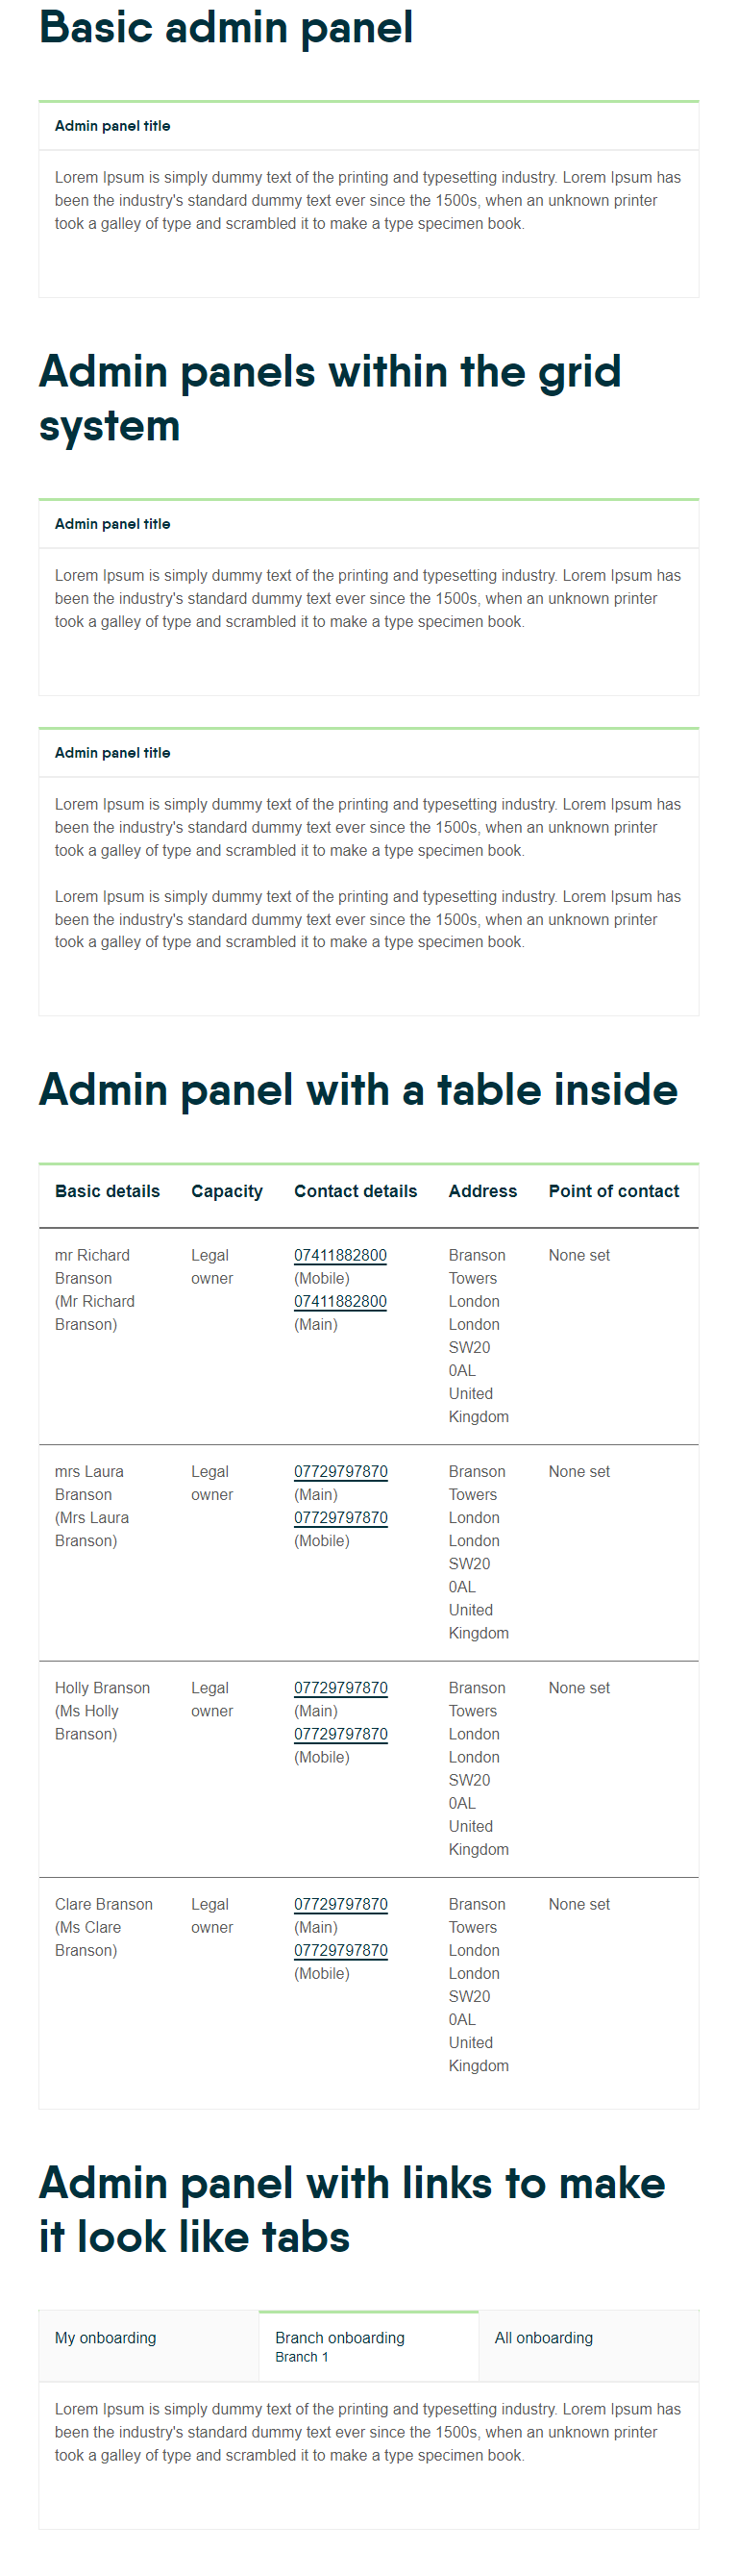 Basic admin panel
Admin panel title
Lorem Ipsum is simply dummy text of the printing and typesetting industry. Lorem Ipsum has
been the industry's standard dummy text ever since the 1500s, when an unknown printer
took a galley of type and scrambled it to make a type specimen book.
Admin panels within the grid
system
Admin panel title
Lorem Ipsum is simply dummy text of the printing and typesetting industry. Lorem Ipsum has
been the industry's standard dummy text ever since the 1500s, when an unknown printer
took a galley of type and scrambled it to make a type specimen book.
Admin panel title
Lorem Ipsum is simply dummy text of the printing and typesetting industry. Lorem Ipsum has
been the industry's standard dummy text ever since the 1500s, when an unknown printer
took a galley of type and scrambled it to make a type specimen book.
Lorem Ipsum is simply dummy text of the printing and typesetting industry. Lorem Ipsum has
been the industry's standard dummy text ever since the 1500s, when an unknown printer
took a galley of type and scrambled it to make a type specimen book.
Admin panel with a table inside
Basic details Capacity Contact details Address Point of contact
mr Richard Legal 07411882800 Branson None set
Branson owner (Mobile) Towers
(Mr Richard 07411882800 London
Branson) (Main) London
SW20
0AL
United
Kingdom
mrs Laura Legal 07729797870 Branson None set
Branson owner (Main) Towers
(Mrs Laura 07729797870 London
Branson) (Mobile) London
SW20
0AL
United
Kingdom
Holly Branson Legal 07729797870 Branson None set
(Ms Holly owner (Main) Towers
Branson) 07729797870 London
(Mobile) London
SW20
0AL
United
Kingdom
Clare Branson Legal 07729797870 Branson None set
(Ms Clare owner (Main) Towers
Branson) 07729797870 London
(Mobile) London
SW20
0AL
United
Kingdom
Admin panel with links to make
it look like tabs
My onboarding Branch onboarding All onboarding
Branch 1
Lorem Ipsum is simply dummy text of the printing and typesetting industry. Lorem Ipsum has
been the industry's standard dummy text ever since the 1500s, when an unknown printer
took a galley of type and scrambled it to make a type specimen book.